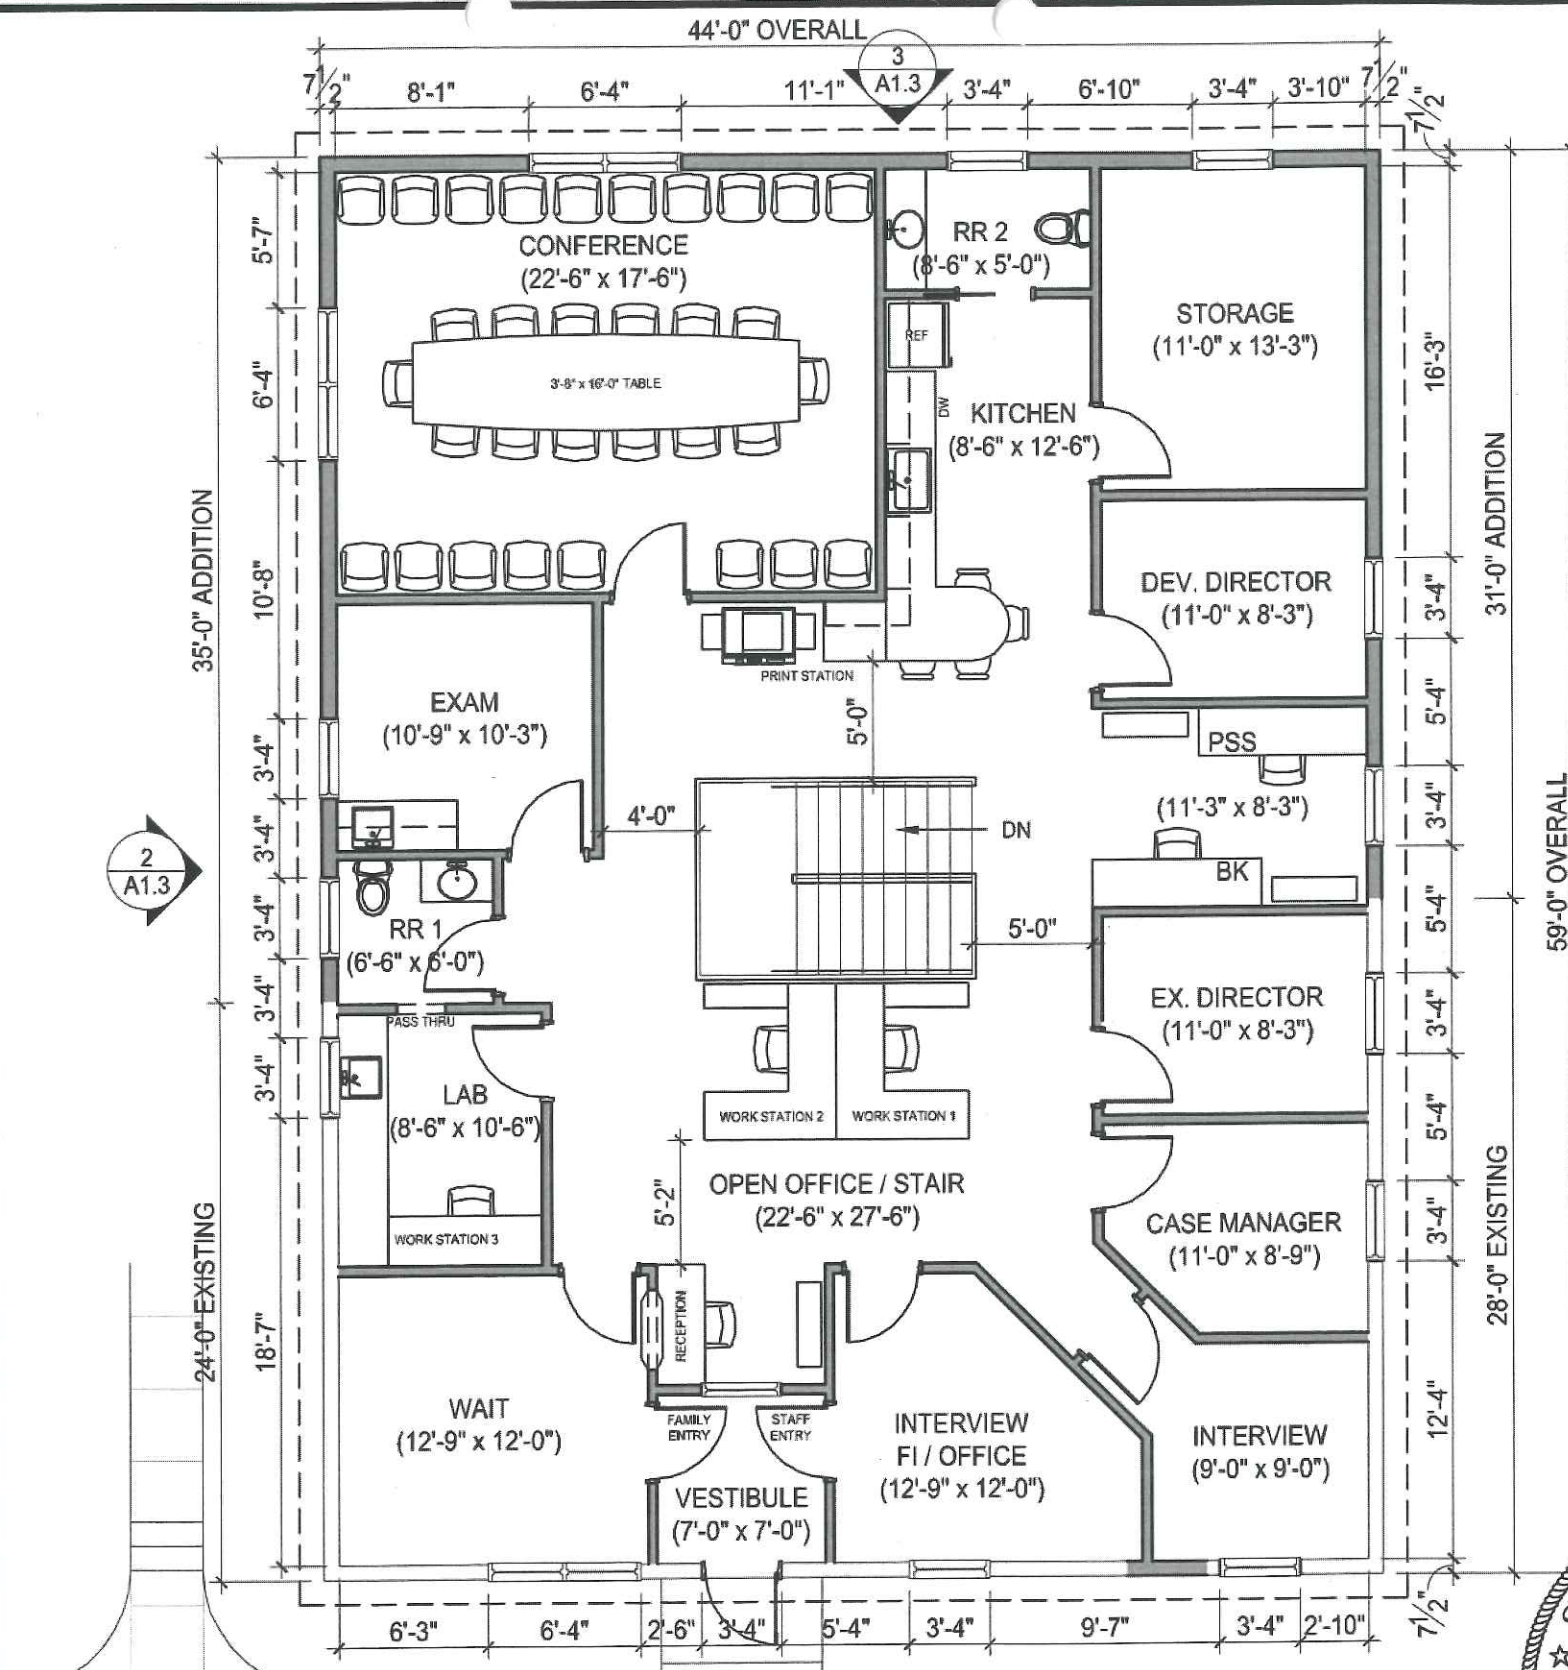 44'-0" OVERALL
3
A1.3
7 1/2"
8'-1"
6'-4"
11'-1"
3'-4"
6'-10"
3'-4"
3'-10"
7 1/2"
7 1/2"
5'-7"
6'-4"
10'-8"
3'-4"
3'-4"
3'-4"
3'-4"
3'-4"
18'-7"
35'-0" ADDITION
24'-0" EXISTING
2
A1.3
CONFERENCE
(22'-6" x 17'-6")
3'-8" x 16'-0" TABLE
RR 2
(8'-6" x 5'-0")
REF
DW
KITCHEN
(8'-6" x 12'-6")
STORAGE
(11'-0" x 13'-3")
DEV. DIRECTOR
(11'-0" x 8'-3")
PRINT STATION
5'-0"
EXAM
(10'-9" x 10'-3")
4'-0"
DN
PSS
(11'-3" x 8'-3")
BK
RR 1
(6'-6" x 6'-0")
PASS THRU
5'-0"
EX. DIRECTOR
(11'-0" x 8'-3")
LAB
(8'-6" x 10'-6")
WORK STATION 2
WORK STATION 1
WORK STATION 3
5'-2"
OPEN OFFICE / STAIR
(22'-6" x 27'-6")
CASE MANAGER
(11'-0" x 8'-9")
RECEPTION
WAIT
(12'-9" x 12'-0")
FAMILY
ENTRY
STAFF
ENTRY
VESTIBULE
(7'-0" x 7'-0")
INTERVIEW
FI / OFFICE
(12'-9" x 12'-0")
INTERVIEW
(9'-0" x 9'-0")
16'-3"
3'-4"
5'-4"
3'-4"
5'-4"
3'-4"
5'-4"
3'-4"
12'-4"
7 1/2"
31'-0" ADDITION
28'-0" EXISTING
59'-0" OVERALL
6'-3"
6'-4"
2'-6"
3'-4"
5'-4"
3'-4"
9'-7"
3'-4"
2'-10"